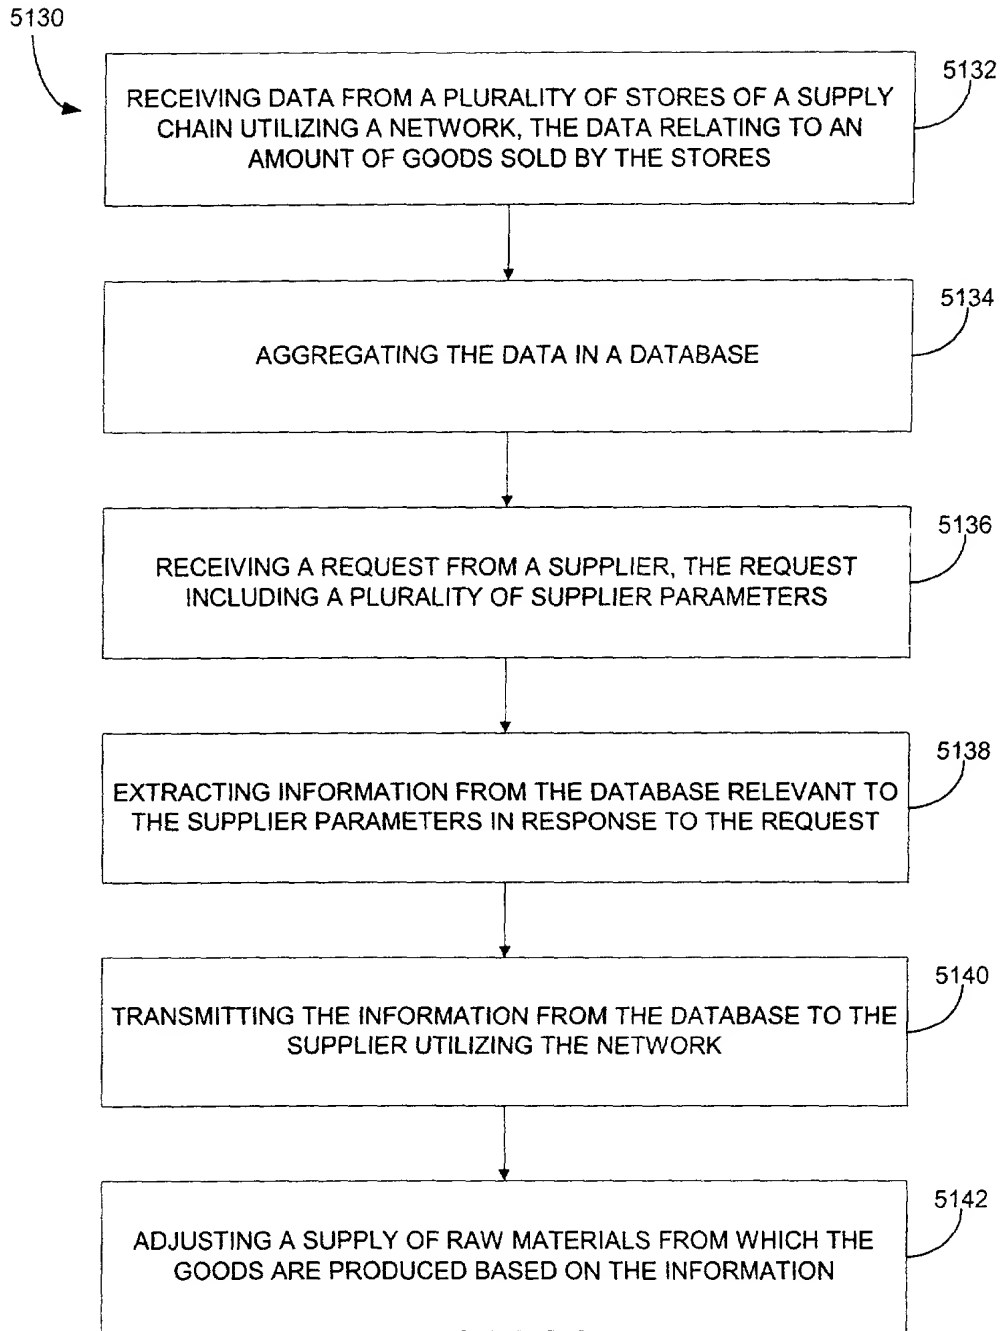 5130
5132
RECEIVING DATA FROM A PLURALITY OF STORES OF A SUPPLY
CHAIN UTILIZING A NETWORK, THE DATA RELATING TO AN
AMOUNT OF GOODS SOLD BY THE STORES
5134
AGGREGATING THE DATA IN A DATABASE
5136
RECEIVING A REQUEST FROM A SUPPLIER, THE REQUEST
INCLUDING A PLURALITY OF SUPPLIER PARAMETERS
5138
EXTRACTING INFORMATION FROM THE DATABASE RELEVANT TO
THE SUPPLIER PARAMETERS IN RESPONSE TO THE REQUEST
5140
TRANSMITTING THE INFORMATION FROM THE DATABASE TO THE
SUPPLIER UTILIZING THE NETWORK
5142
ADJUSTING A SUPPLY OF RAW MATERIALS FROM WHICH THE
GOODS ARE PRODUCED BASED ON THE INFORMATION